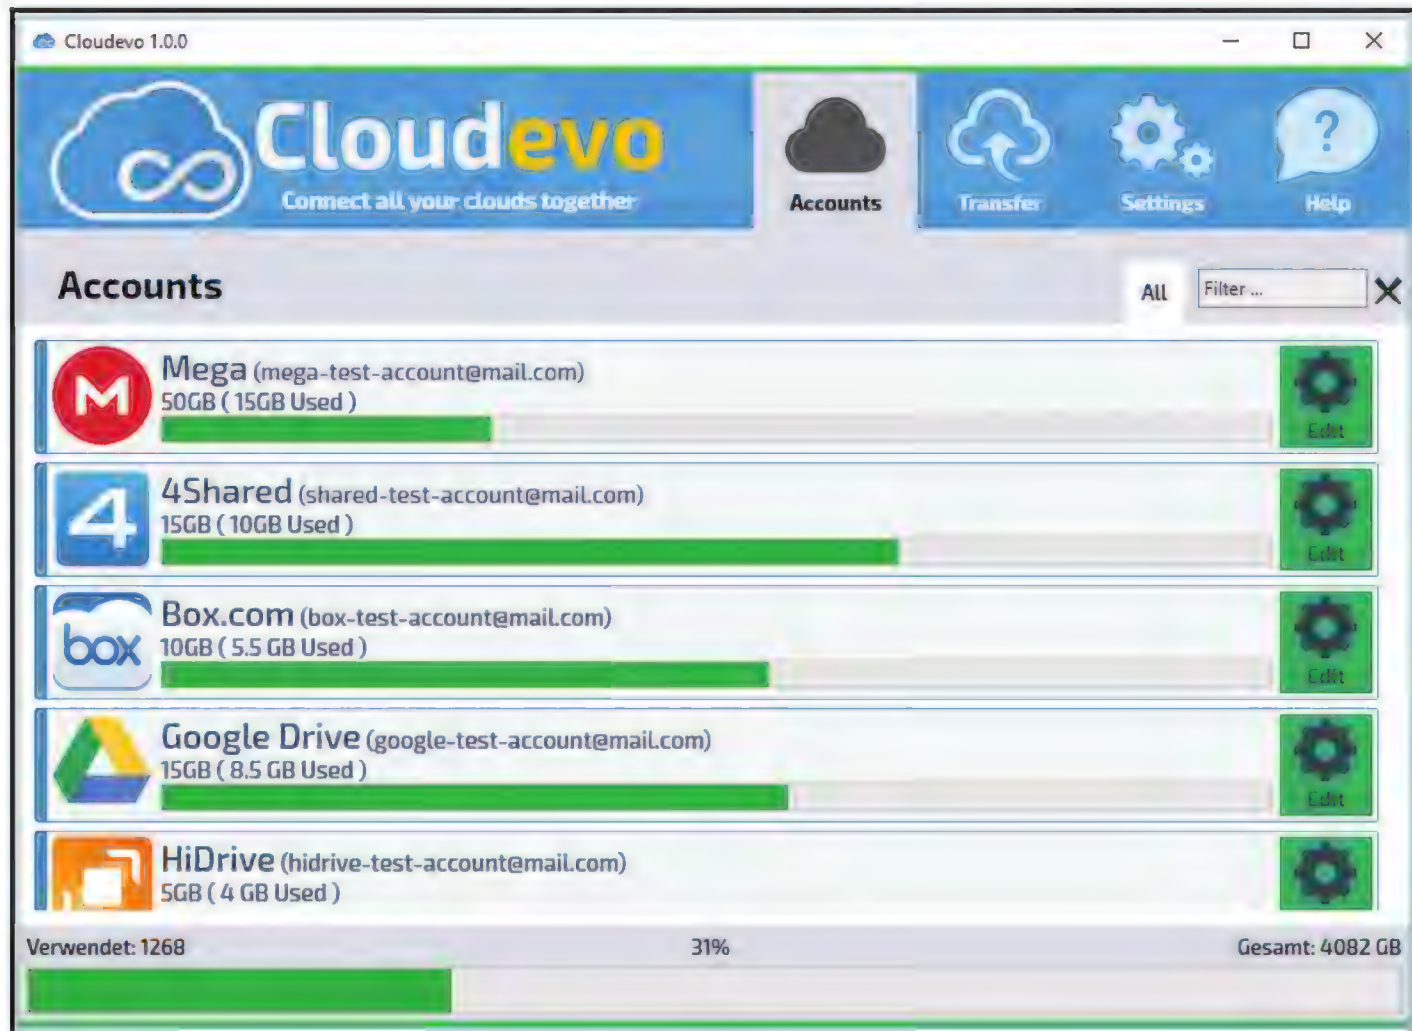 Cloudevo 1.0.0
Cloudevo
Connect all your clouds together
Accounts
Transfer
Settings
?
Help
Accounts
All
Filter ...
M
Mega (mega-test-account@mail.com)
50GB ( 15GB Used )
Edit
4
4Shared (shared-test-account@mail.com)
15GB ( 10GB Used )
Edit
box
Box.com (box-test-account@mail.com)
10GB ( 5.5 GB Used )
Edit
Google Drive (google-test-account@mail.com)
15GB ( 8.5 GB Used )
Edit
HiDrive (hidrive-test-account@mail.com)
5GB ( 4 GB Used )
Verwendet: 1268
31%
Gesamt: 4082 GB